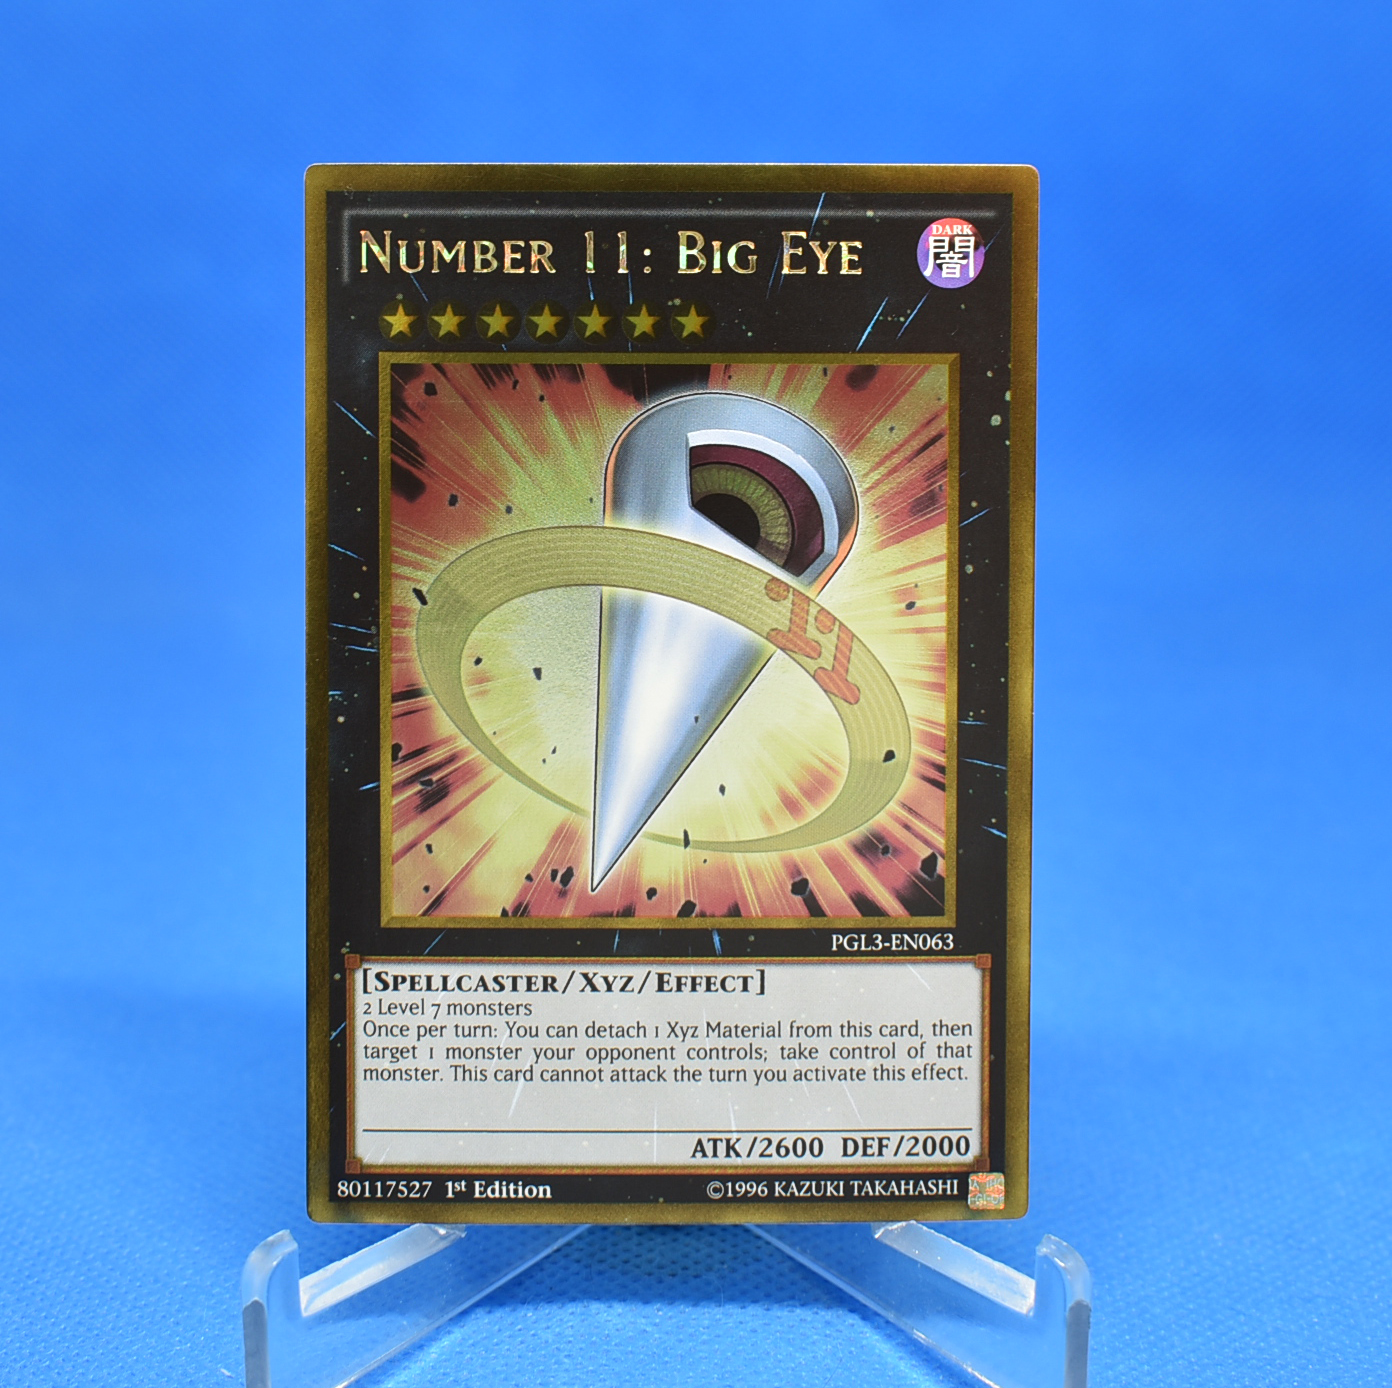 NUMBER 11: BIG EYE
DARK
闇
11
PGL3-EN063
[SPELLCASTER/XYZ/EFFECT]
2 Level 7 monsters
Once per turn: You can detach 1 Xyz Material from this card, then
target 1 monster your opponent controls; take control of that
monster. This card cannot attack the turn you activate this effect.
ATK/2600 DEF/2000
80117527 1st Edition
©1996 KAZUKI TAKAHASHI